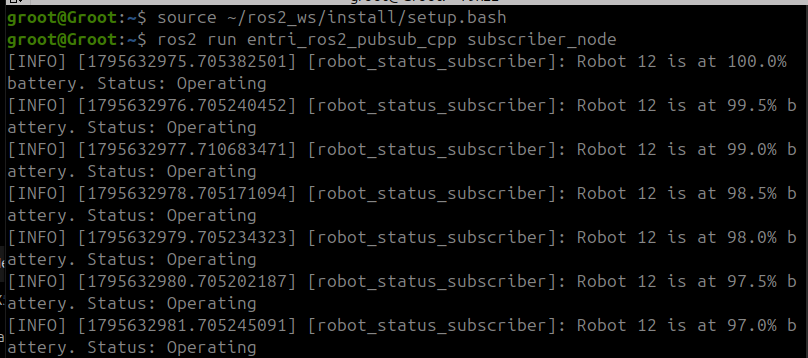 groot@Groot:~$ source ~/ros2_ws/install/setup.bash
groot@Groot:~$ ros2 run entri_ros2_pubsub_cpp subscriber_node
[INFO] [1795632975.705382501] [robot_status_subscriber]: Robot 12 is at 100.0%
battery. Status: Operating
[INFO] [1795632976.705240452] [robot_status_subscriber]: Robot 12 is at 99.5% b
attery. Status: Operating
[INFO] [1795632977.710683471] [robot_status_subscriber]: Robot 12 is at 99.0% b
attery. Status: Operating
[INFO] [1795632978.705171094] [robot_status_subscriber]: Robot 12 is at 98.5% b
attery. Status: Operating
[INFO] [1795632979.705234323] [robot_status_subscriber]: Robot 12 is at 98.0% b
attery. Status: Operating
[INFO] [1795632980.705202187] [robot_status_subscriber]: Robot 12 is at 97.5% b
attery. Status: Operating
[INFO] [1795632981.705245091] [robot_status_subscriber]: Robot 12 is at 97.0% b
attery. Status: Operating